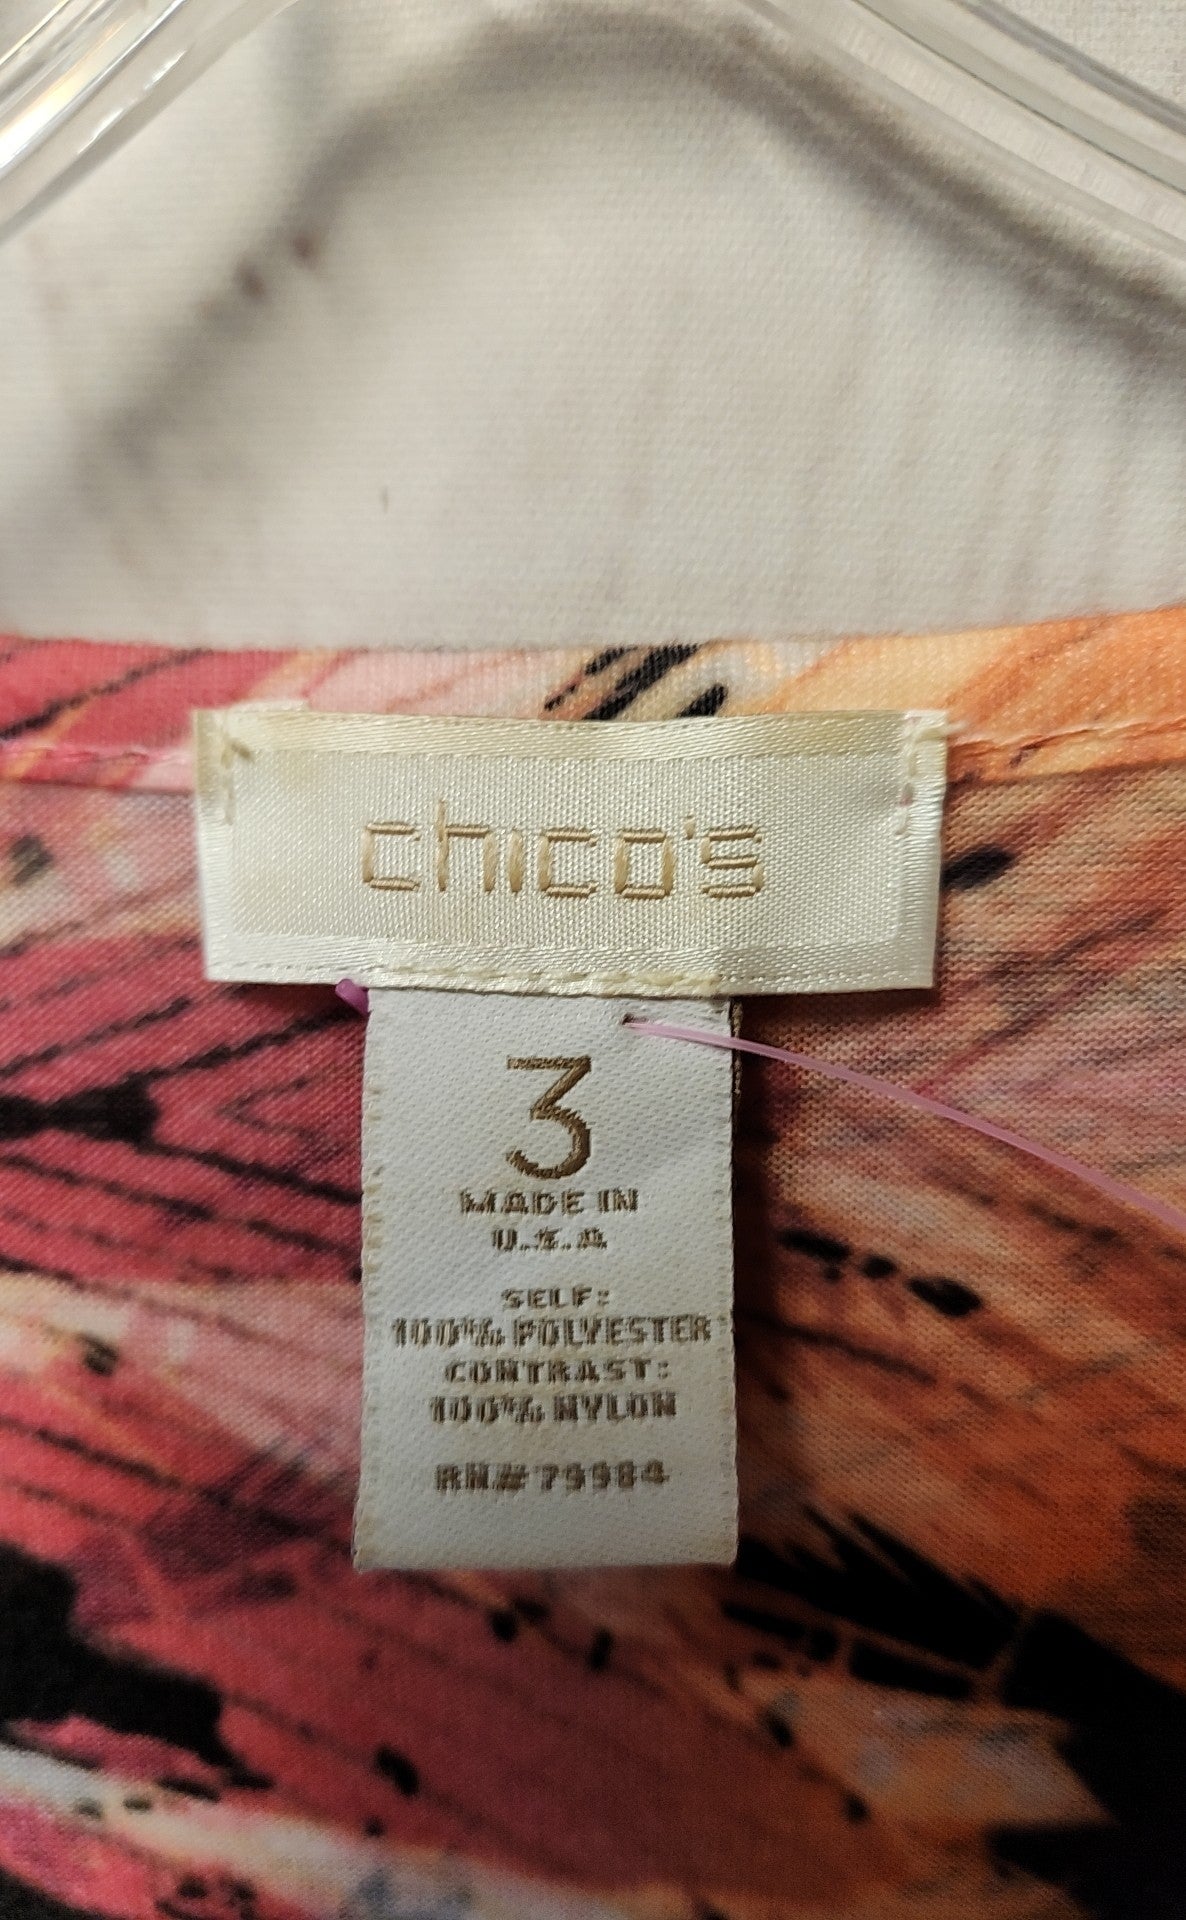 chico's
3
MADE IN
U.S.A
SELF:
100% POLYESTER
CONTRAST:
100% NYLON
RN# 79984